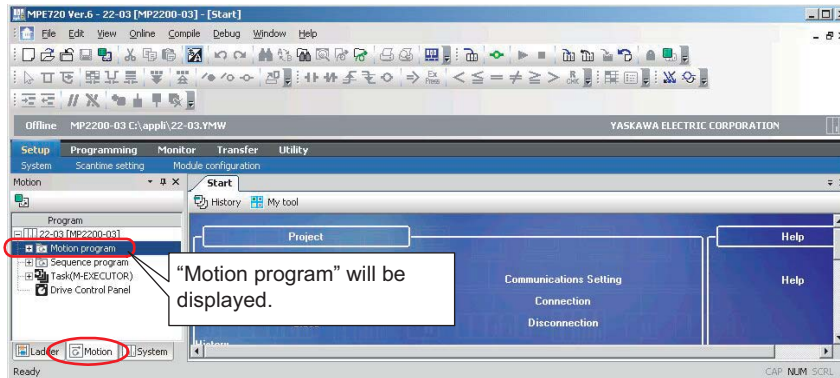 MPE720 Ver.6 - 22-03 [MP2200-03] - [Start]
File Edit View Online Compile Debug Window Help
Offline MP2200-03 C:\appli\22-03.YMW YASKAWA ELECTRIC CORPORATION
Setup Programming Monitor Transfer Utility
System Scantime setting Module configuration
Motion
Start
History My tool
Program
22-03 [MP2200-03]
Motion program
Sequence program
Task(M-EXECUTOR)
Drive Control Panel
Project
Help
“Motion program” will be
displayed.
Communications Setting
Help
Connection
Disconnection
History
Ladder Motion System
Ready
CAP NUM SCRL